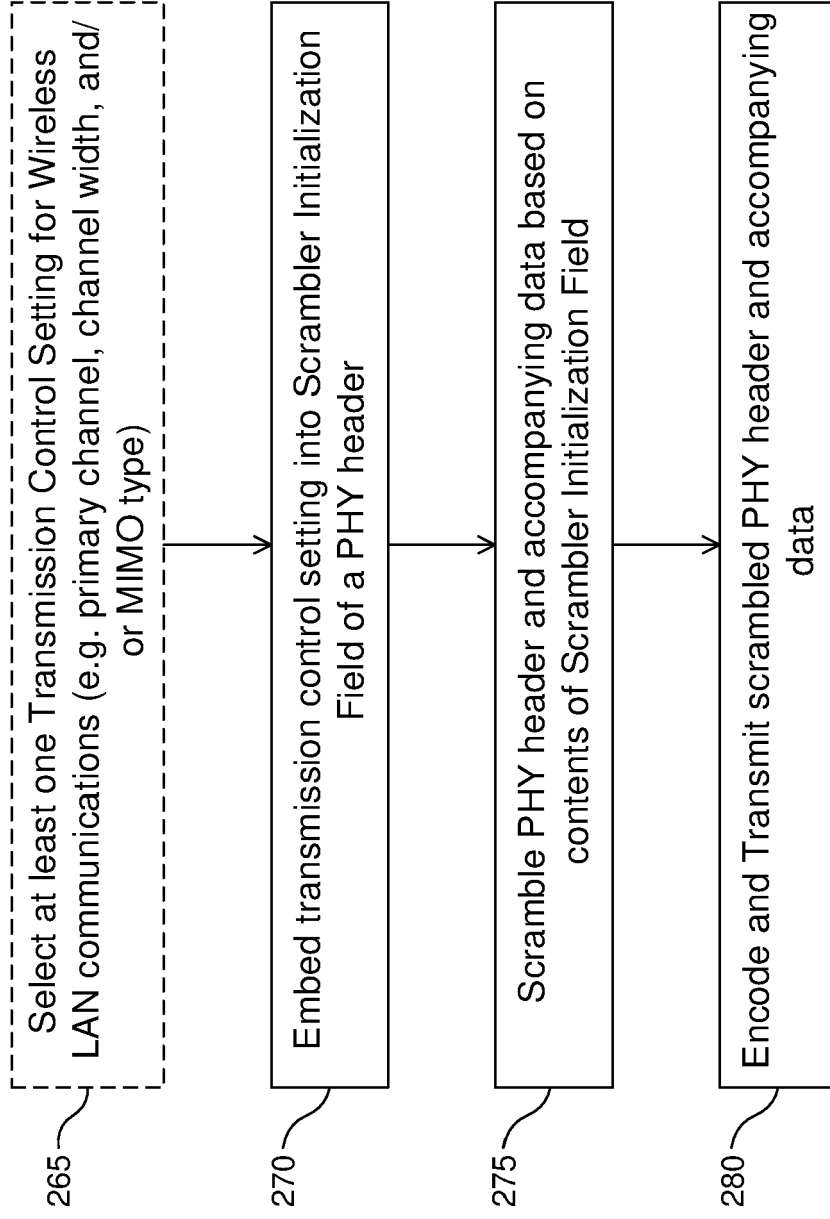 265
Select at least one Transmission Control Setting for Wireless
LAN communications (e.g. primary channel, channel width, and/
or MIMO type)
270
Embed transmission control setting into Scrambler Initialization
Field of a PHY header
275
Scramble PHY header and accompanying data based on
contents of Scrambler Initialization Field
280
Encode and Transmit scrambled PHY header and accompanying
data